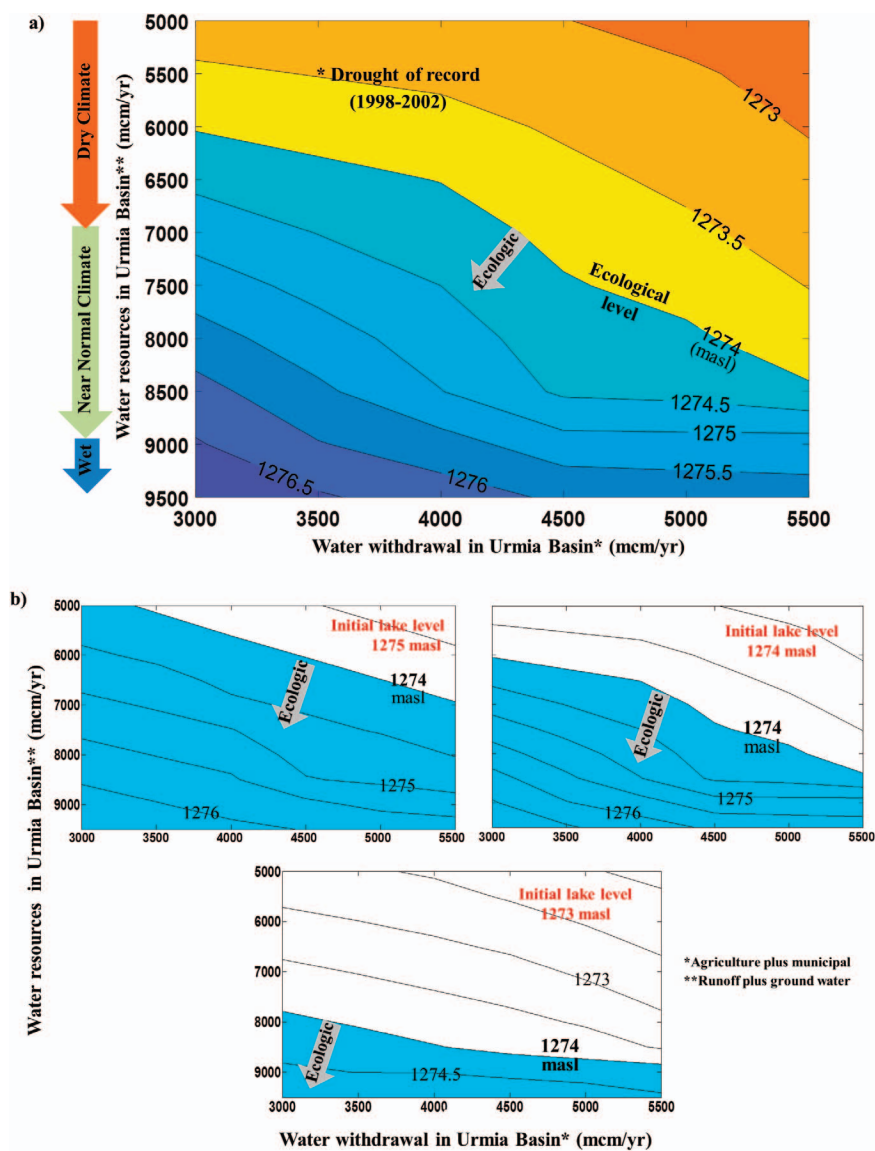 a)
Dry Climate
Near Normal Climate
Wet
Water resources in Urmia Basin** (mcm/yr)
5000
5500
6000
6500
7000
7500
8000
8500
9000
9500
* Drought of record
(1998-2002)
1273
1273.5
Ecologic
Ecological
level
1274
(masl)
1274.5
1275
1275.5
1276
1276.5
3000 3500 4000 4500 5000 5500
Water withdrawal in Urmia Basin* (mcm/yr)
b)
Water resources in Urmia Basin** (mcm/yr)
5000
6000
7000
8000
9000
Initial lake level
1275 masl
1274
masl
Ecologic
1275
1276
3000 3500 4000 4500 5000 5500
5000
6000
7000
8000
9000
Initial lake level
1274 masl
1274
masl
Ecologic
1275
1276
3000 3500 4000 4500 5000 5500
5000
6000
7000
8000
9000
Initial lake level
1273 masl
1273
1274
masl
Ecologic
1274.5
3000 3500 4000 4500 5000 5500
*Agriculture plus municipal
**Runoff plus ground water
Water withdrawal in Urmia Basin* (mcm/yr)